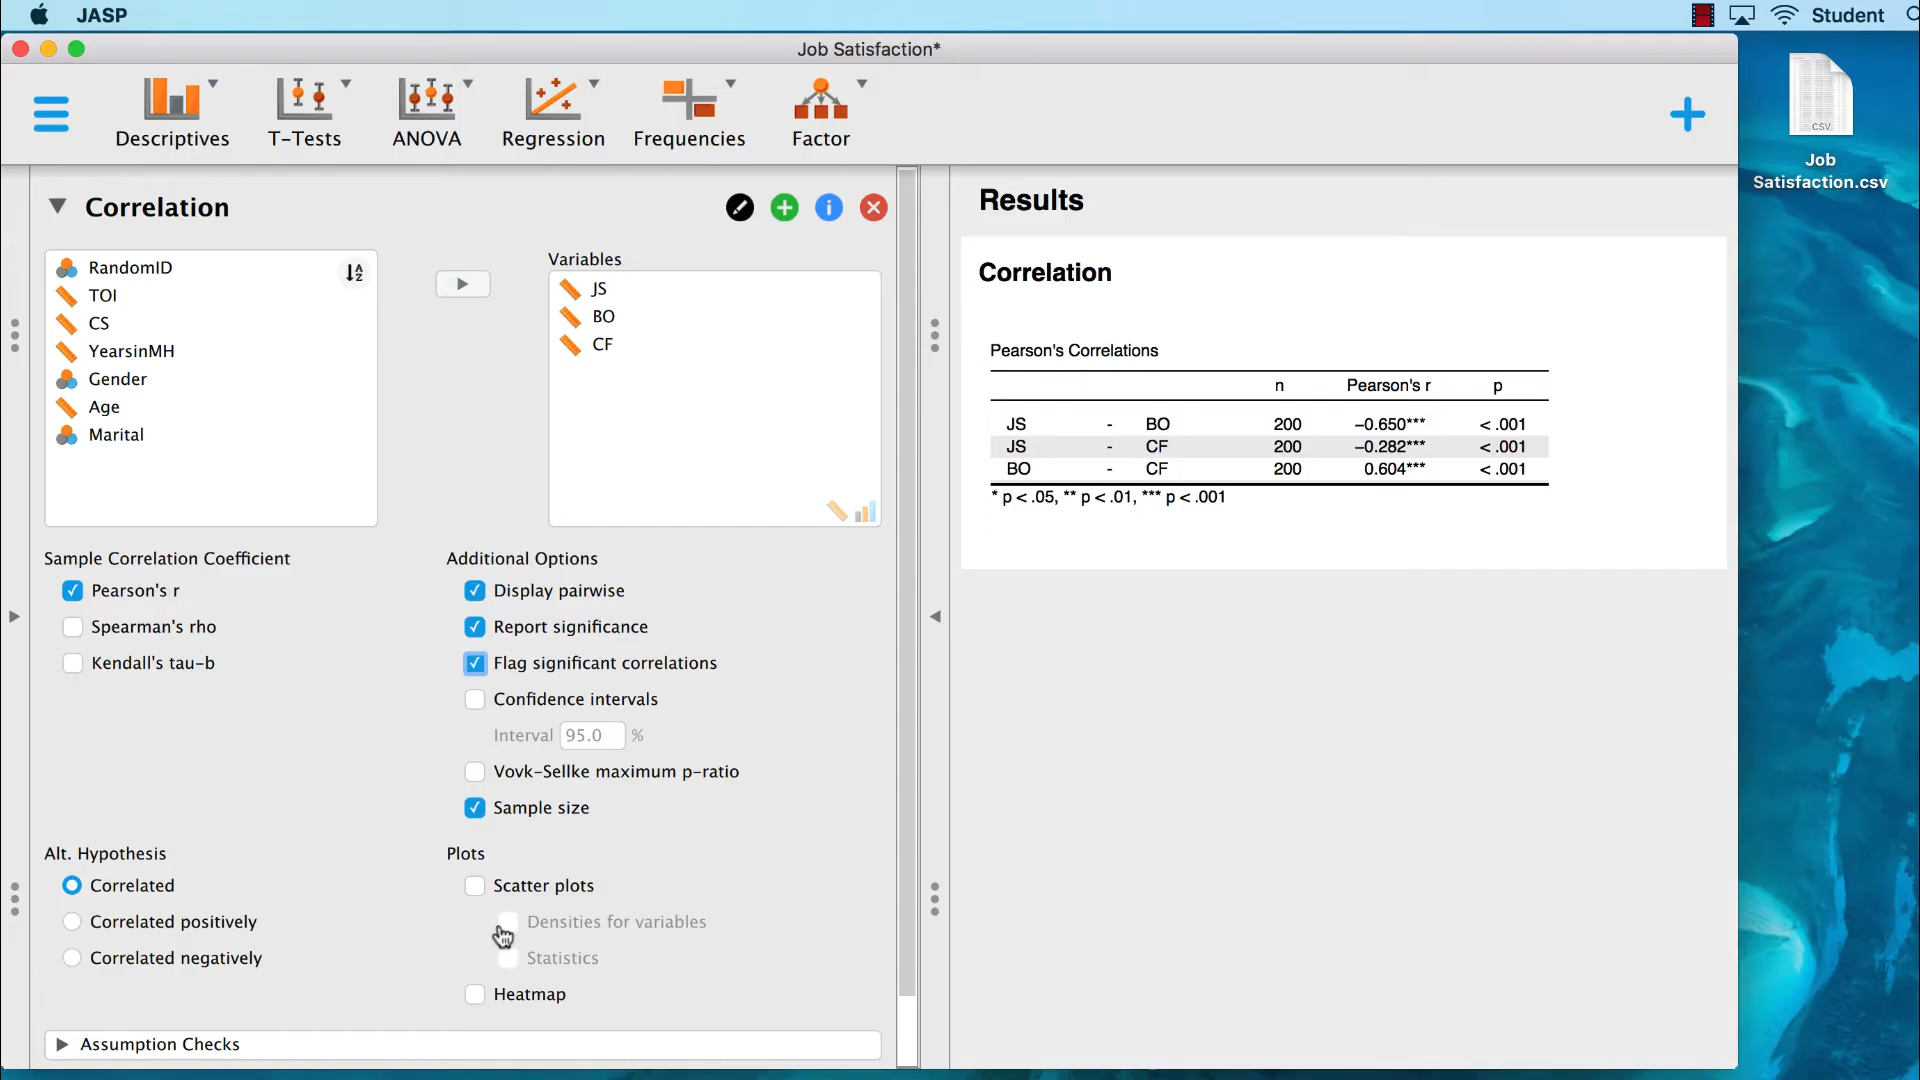 JASP
Student
Job Satisfaction*
Descriptives
T-Tests
ANOVA
Regression
Frequencies
Factor
CSV
Job
Satisfaction.csv
Correlation
RandomID
TOI
CS
YearsinMH
Gender
Age
Marital
Variables
JS
BO
CF
Sample Correlation Coefficient
Pearson's r
Spearman's rho
Kendall's tau-b
Additional Options
Display pairwise
Report significance
Flag significant correlations
Confidence intervals
Interval 95.0 %
Vovk-Sellke maximum p-ratio
Sample size
Alt. Hypothesis
Correlated
Correlated positively
Correlated negatively
Plots
Scatter plots
Densities for variables
Statistics
Heatmap
Assumption Checks
Results
Correlation
Pearson's Correlations
n Pearson's r p
JS - BO 200 −0.650*** < .001
JS - CF 200 −0.282*** < .001
BO - CF 200 0.604*** < .001
* p < .05, ** p < .01, *** p < .001